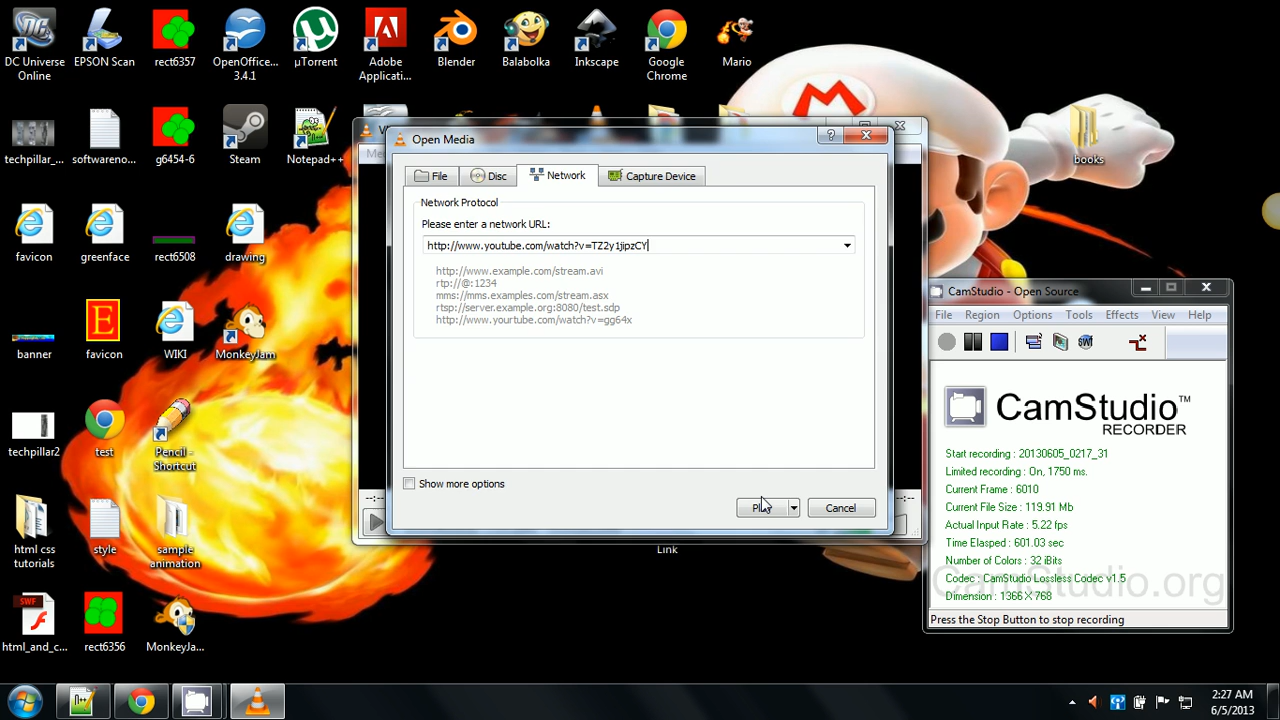 DC Universe
Online
EPSON Scan
rect6357
OpenOffice...
3.4.1
µTorrent
Adobe
Applicati...
Blender
Balabolka
Inkscape
Google
Chrome
Mario
techpillar_...
softwareno...
g6454-6
Steam
Notepad++
books
favicon
greenface
rect6508
drawing
banner
favicon
WIKI
MonkeyJam
techpillar2
test
Pencil -
Shortcut
html css
tutorials
style
sample
animation
html_and_c...
rect6356
MonkeyJa...
Link
Open Media
File
Disc
Network
Capture Device
Network Protocol
Please enter a network URL:
http://www.youtube.com/watch?v=TZ2y1jipzCY
http://www.example.com/stream.avi
rtp://@:1234
mms://mms.examples.com/stream.asx
rtsp://server.example.org:8080/test.sdp
http://www.yourtube.com/watch?v=gg64x
Show more options
Cancel
CamStudio - Open Source
File Region Options Tools Effects View Help
CamStudio™
RECORDER
Start recording : 20130605_0217_31
Limited recording : On, 1750 ms.
Current Frame : 6010
Current File Size : 119.91 Mb
Actual Input Rate : 5.22 fps
Time Elasped : 601.03 sec
Number of Colors : 32 iBits
Codec : CamStudio Lossless Codec v1.5
Dimension : 1366 X 768
CamStudio.org
Press the Stop Button to stop recording
2:27 AM
6/5/2013